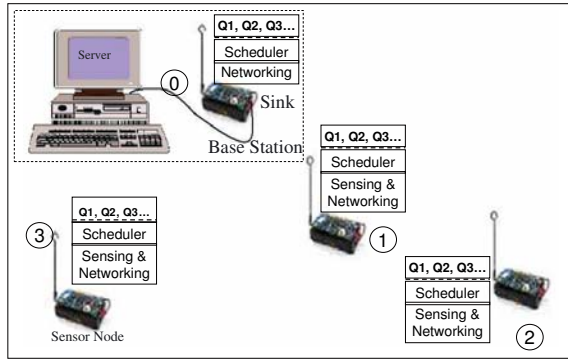 Server
0
Q1, Q2, Q3...
Scheduler
Networking
Sink
Base Station
Q1, Q2, Q3...
Scheduler
Sensing &
Networking
1
3
Q1, Q2, Q3...
Scheduler
Sensing &
Networking
Sensor Node
Q1, Q2, Q3...
Scheduler
Sensing &
Networking
2